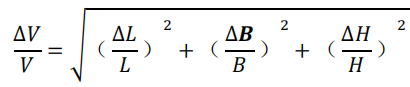 ΔV/V = √((ΔL/L)² + (ΔB/B)² + (ΔH/H)²)